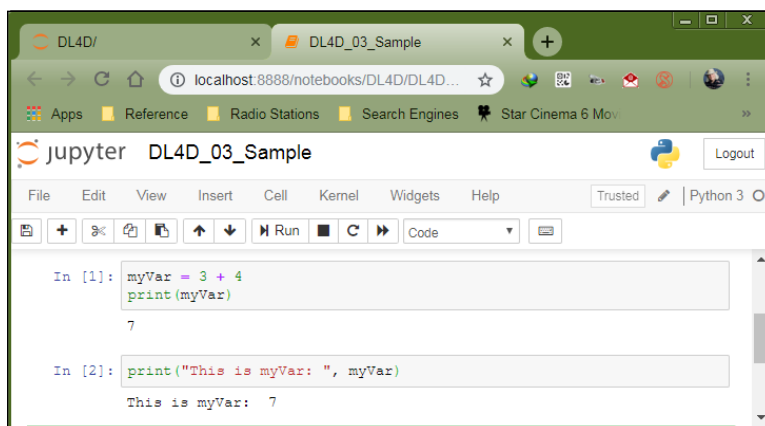 DL4D/ × DL4D_03_Sample × +
localhost:8888/notebooks/DL4D/DL4D...
Apps Reference Radio Stations Search Engines Star Cinema 6 Movi »
jupyter DL4D_03_Sample Logout
File Edit View Insert Cell Kernel Widgets Help Trusted Python 3
Run Code
In [1]: myVar = 3 + 4
print(myVar)
7
In [2]: print("This is myVar: ", myVar)
This is myVar:  7